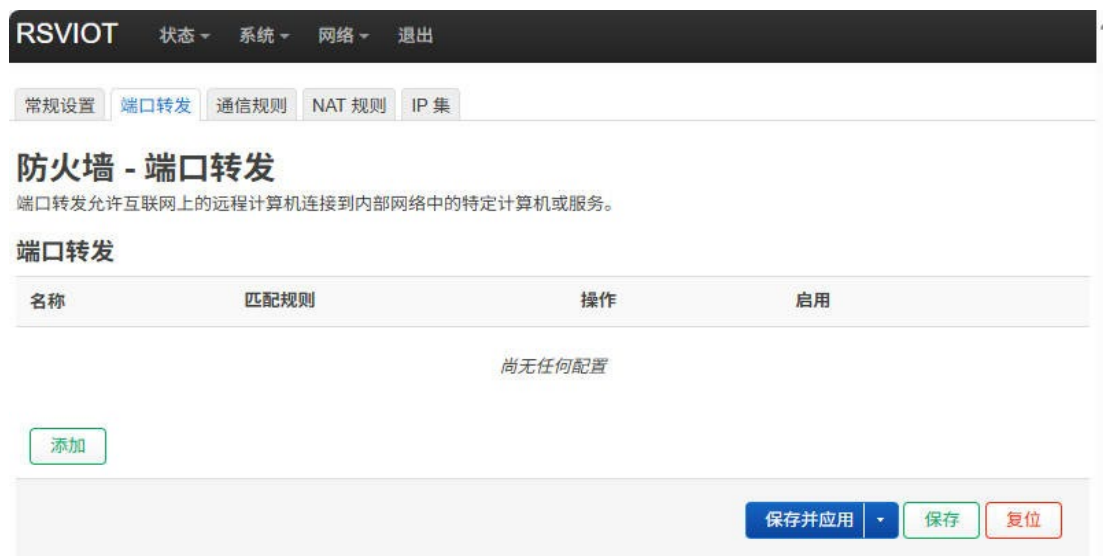 RSVIOT 状态 系统 网络 退出
常规设置 端口转发 通信规则 NAT 规则 IP 集
防火墙 - 端口转发
端口转发允许互联网上的远程计算机连接到内部网络中的特定计算机或服务。
端口转发
名称 匹配规则 操作 启用
尚无任何配置
添加
保存并应用 保存 复位